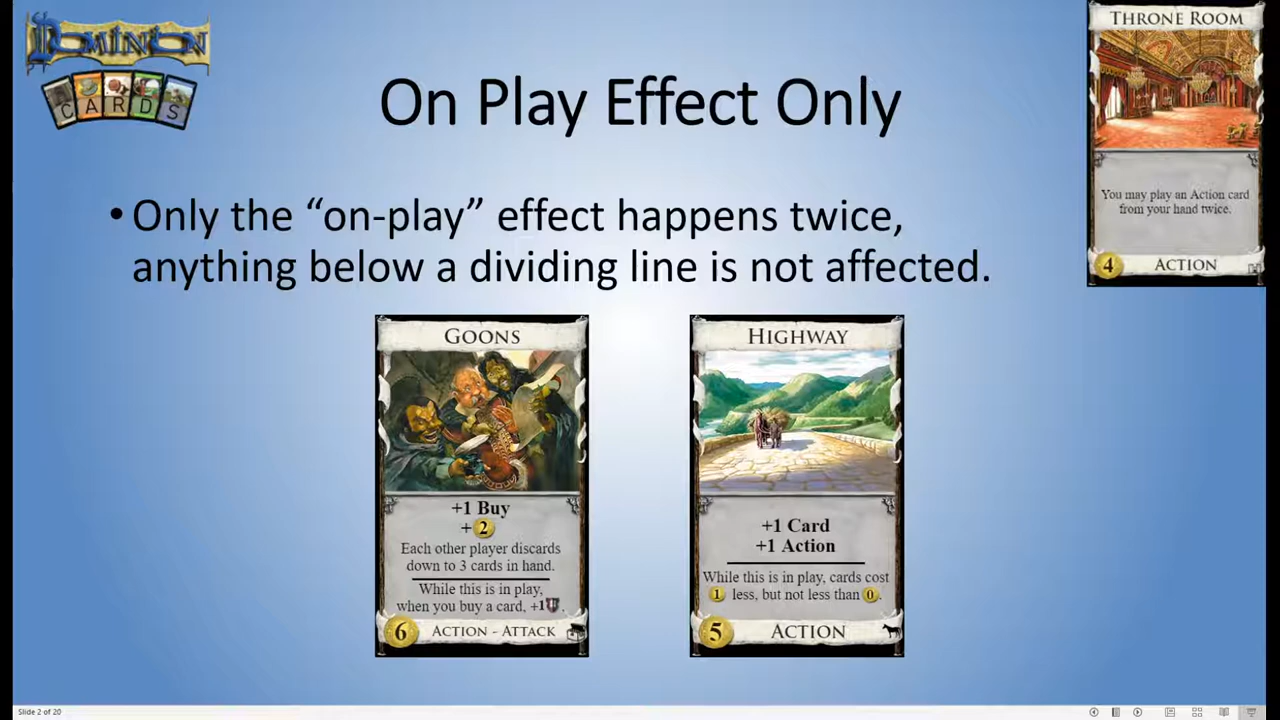 DOMINION
CARDS
On Play Effect Only
THRONE ROOM
You may play an Action card
from your hand twice.
4 ACTION
• Only the “on-play” effect happens twice,
anything below a dividing line is not affected.
GOONS
+1 Buy
+2
Each other player discards
down to 3 cards in hand.
While this is in play,
when you buy a card, +1.
6 ACTION - ATTACK
HIGHWAY
+1 Card
+1 Action
While this is in play, cards cost
1 less, but not less than 0.
5 ACTION
Slide 2 of 20